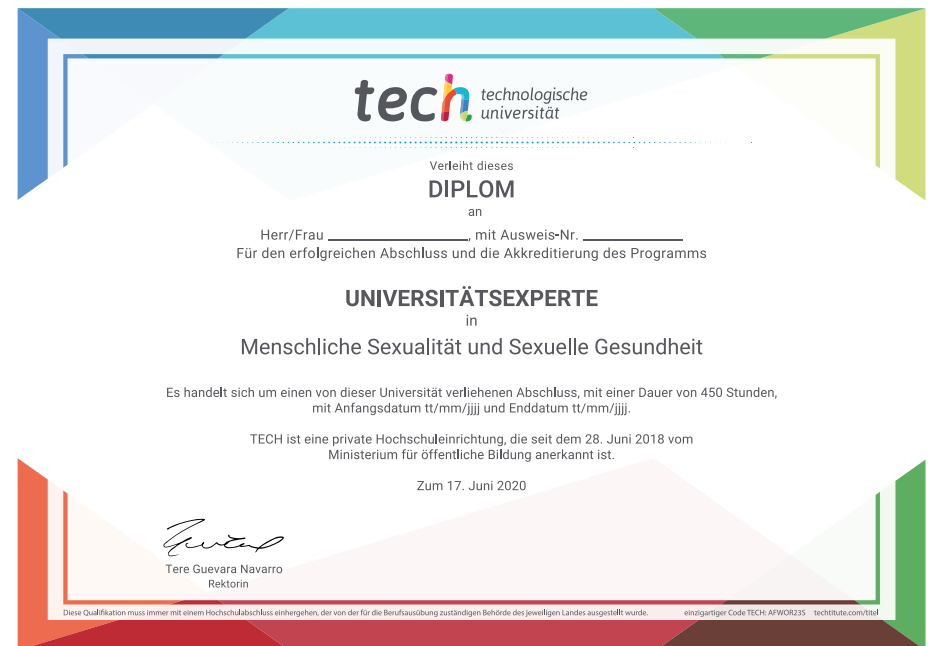 tech technologische
universität
Verleiht dieses
DIPLOM
an
Herr/Frau ____________________, mit Ausweis-Nr. ______________
Für den erfolgreichen Abschluss und die Akkreditierung des Programms
UNIVERSITÄTSEXPERTE
in
Menschliche Sexualität und Sexuelle Gesundheit
Es handelt sich um einen von dieser Universität verliehenen Abschluss, mit einer Dauer von 450 Stunden,
mit Anfangsdatum tt/mm/jjjj und Enddatum tt/mm/jjjj.
TECH ist eine private Hochschuleinrichtung, die seit dem 28. Juni 2018 vom
Ministerium für öffentliche Bildung anerkannt ist.
Zum 17. Juni 2020
Tere Guevara Navarro
Rektorin
Diese Qualifikation muss immer mit einem Hochschulabschluss einhergehen, der von der für die Berufsausübung zuständigen Behörde des jeweiligen Landes ausgestellt wurde. einzigartiger Code TECH: AFWOR23S techtitute.com/titel